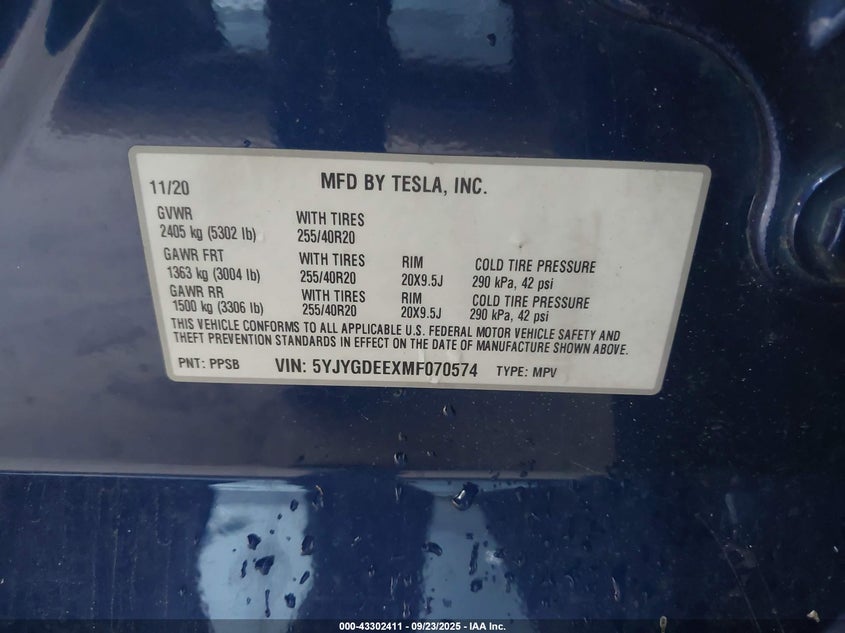 11/20 MFD BY TESLA, INC.
GVWR WITH TIRES
2405 kg (5302 lb) 255/40R20
GAWR FRT WITH TIRES RIM COLD TIRE PRESSURE
1363 kg (3004 lb) 255/40R20 20X9.5J 290 kPa, 42 psi
GAWR RR WITH TIRES RIM COLD TIRE PRESSURE
1500 kg (3306 lb) 255/40R20 20X9.5J 290 kPa, 42 psi
THIS VEHICLE CONFORMS TO ALL APPLICABLE U.S. FEDERAL MOTOR VEHICLE SAFETY AND
THEFT PREVENTION STANDARDS IN EFFECT ON THE DATE OF MANUFACTURE SHOWN ABOVE.
PNT: PPSB VIN: 5YJYGDEEXMF070574 TYPE: MPV
000-43302411 - 09/23/2025 - IAA Inc.